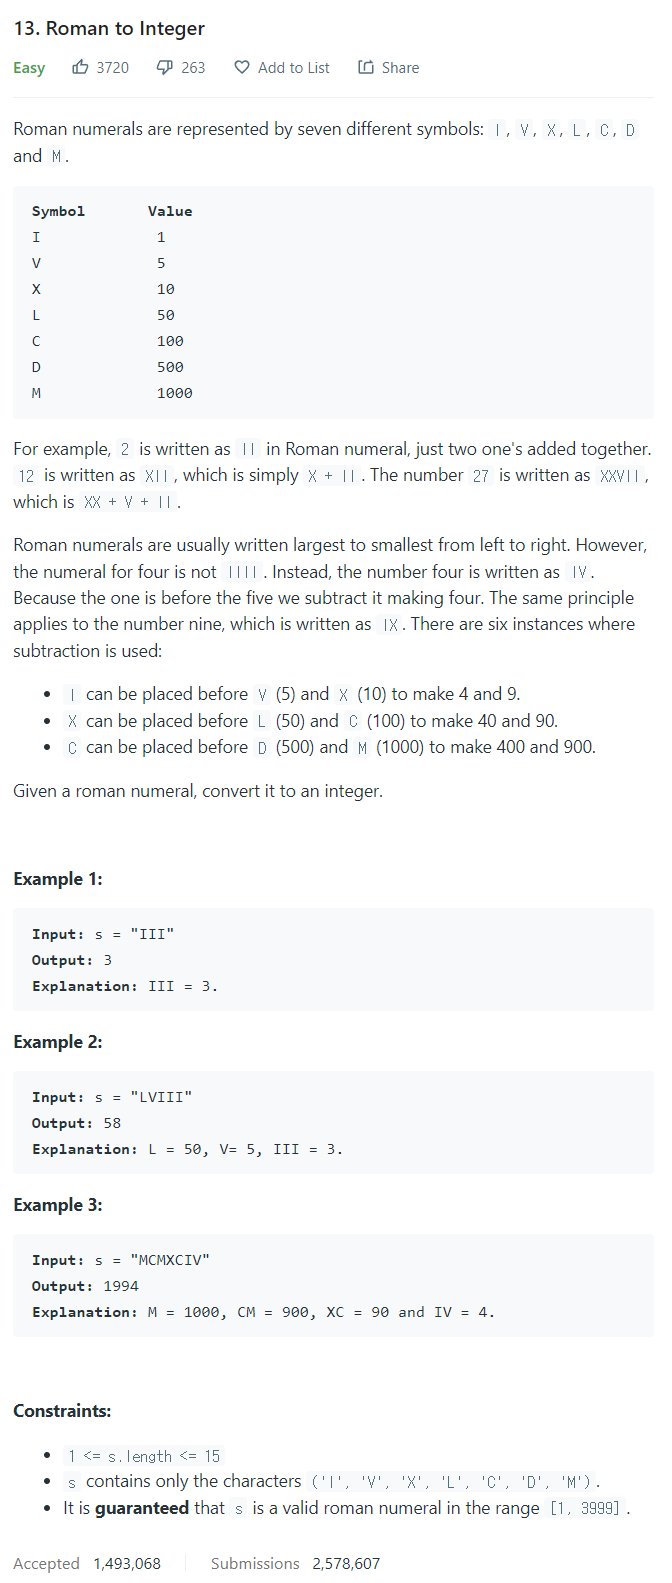 13. Roman to Integer
Easy 3720 263 Add to List Share
Roman numerals are represented by seven different symbols: I, V, X, L, C, D
and M.
Symbol Value
I 1
V 5
X 10
L 50
C 100
D 500
M 1000
For example, 2 is written as II in Roman numeral, just two one's added together.
12 is written as XII, which is simply X + II. The number 27 is written as XXVII,
which is XX + V + II.
Roman numerals are usually written largest to smallest from left to right. However,
the numeral for four is not IIII. Instead, the number four is written as IV.
Because the one is before the five we subtract it making four. The same principle
applies to the number nine, which is written as IX. There are six instances where
subtraction is used:
• I can be placed before V (5) and X (10) to make 4 and 9.
• X can be placed before L (50) and C (100) to make 40 and 90.
• C can be placed before D (500) and M (1000) to make 400 and 900.
Given a roman numeral, convert it to an integer.
Example 1:
Input: s = "III"
Output: 3
Explanation: III = 3.
Example 2:
Input: s = "LVIII"
Output: 58
Explanation: L = 50, V= 5, III = 3.
Example 3:
Input: s = "MCMXCIV"
Output: 1994
Explanation: M = 1000, CM = 900, XC = 90 and IV = 4.
Constraints:
• 1 <= s.length <= 15
• s contains only the characters ('I', 'V', 'X', 'L', 'C', 'D', 'M').
• It is guaranteed that s is a valid roman numeral in the range [1, 3999].
Accepted 1,493,068 Submissions 2,578,607